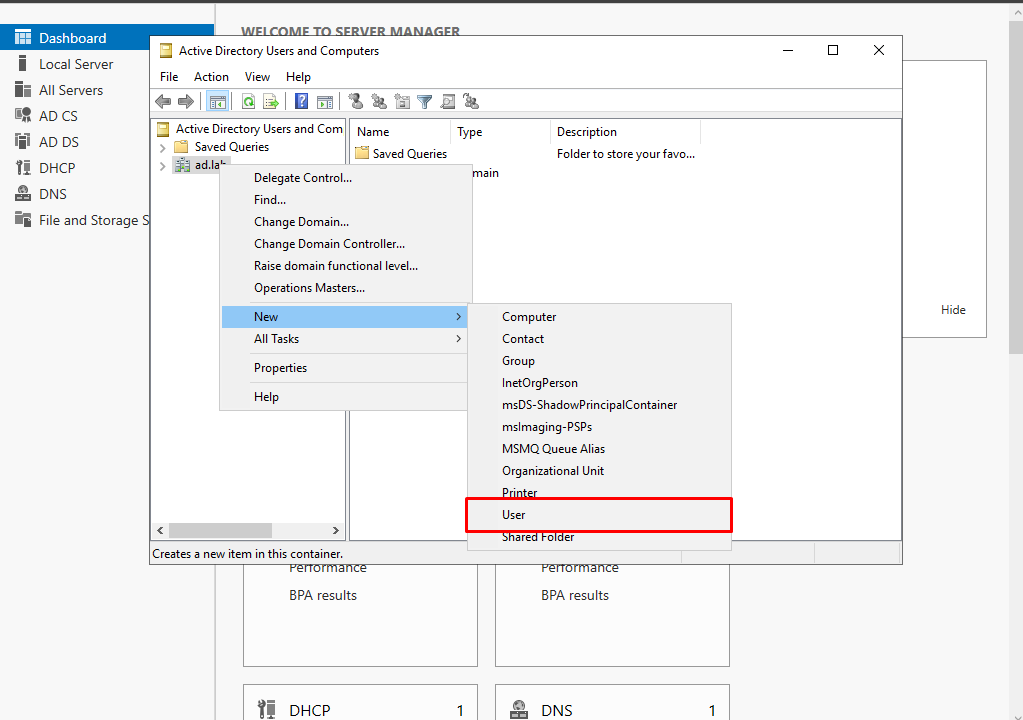 WELCOME TO SERVER MANAGER
Dashboard
Local Server
All Servers
AD CS
AD DS
DHCP
DNS
File and Storage S
Active Directory Users and Computers
File Action View Help
Active Directory Users and Com
Saved Queries
ad.lab
Name Type Description
Saved Queries Folder to store your favo...
main
Delegate Control...
Find...
Change Domain...
Change Domain Controller...
Raise domain functional level...
Operations Masters...
New
All Tasks
Properties
Help
Computer
Contact
Group
InetOrgPerson
msDS-ShadowPrincipalContainer
msImaging-PSPs
MSMQ Queue Alias
Organizational Unit
Printer
User
Shared Folder
Hide
Creates a new item in this container.
Performance Performance
BPA results BPA results
DHCP 1 DNS 1